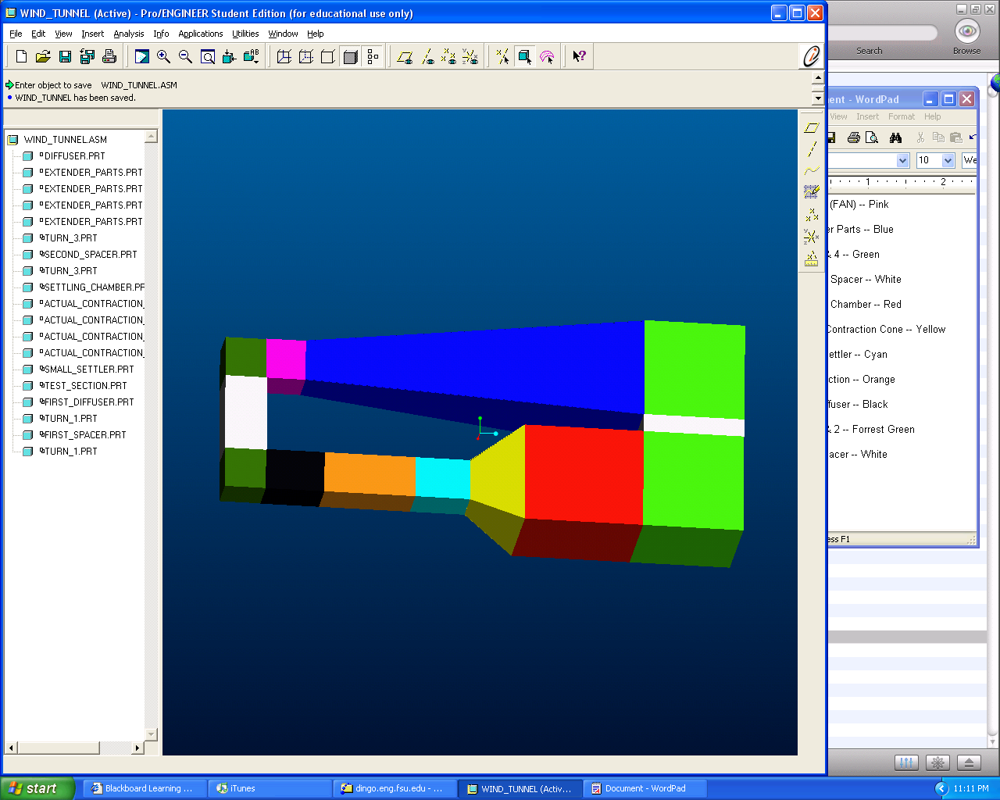 WIND_TUNNEL (Active) - Pro/ENGINEER Student Edition (for educational use only)
File Edit View Insert Analysis Info Applications Utilities Window Help
Search
Browse
Enter object to save WIND_TUNNEL.ASM
WIND_TUNNEL has been saved.
ent - WordPad
View Insert Format Help
10
We
1 2
WIND_TUNNEL.ASM
DIFFUSER.PRT
EXTENDER_PARTS.PRT
EXTENDER_PARTS.PRT
EXTENDER_PARTS.PRT
EXTENDER_PARTS.PRT
TURN_3.PRT
SECOND_SPACER.PRT
TURN_3.PRT
SETTLING_CHAMBER.PF
ACTUAL_CONTRACTION_
ACTUAL_CONTRACTION_
ACTUAL_CONTRACTION_
ACTUAL_CONTRACTION_
SMALL_SETTLER.PRT
TEST_SECTION.PRT
FIRST_DIFFUSER.PRT
TURN_1.PRT
FIRST_SPACER.PRT
TURN_1.PRT
(FAN) -- Pink
er Parts -- Blue
& 4 -- Green
Spacer -- White
Chamber -- Red
Contraction Cone -- Yellow
ettler -- Cyan
ction -- Orange
fuser -- Black
& 2 -- Forrest Green
acer -- White
ess F1
start
Blackboard Learning ...
iTunes
dingo.eng.fsu.edu - ...
WIND_TUNNEL (Activ...
Document - WordPad
11:11 PM